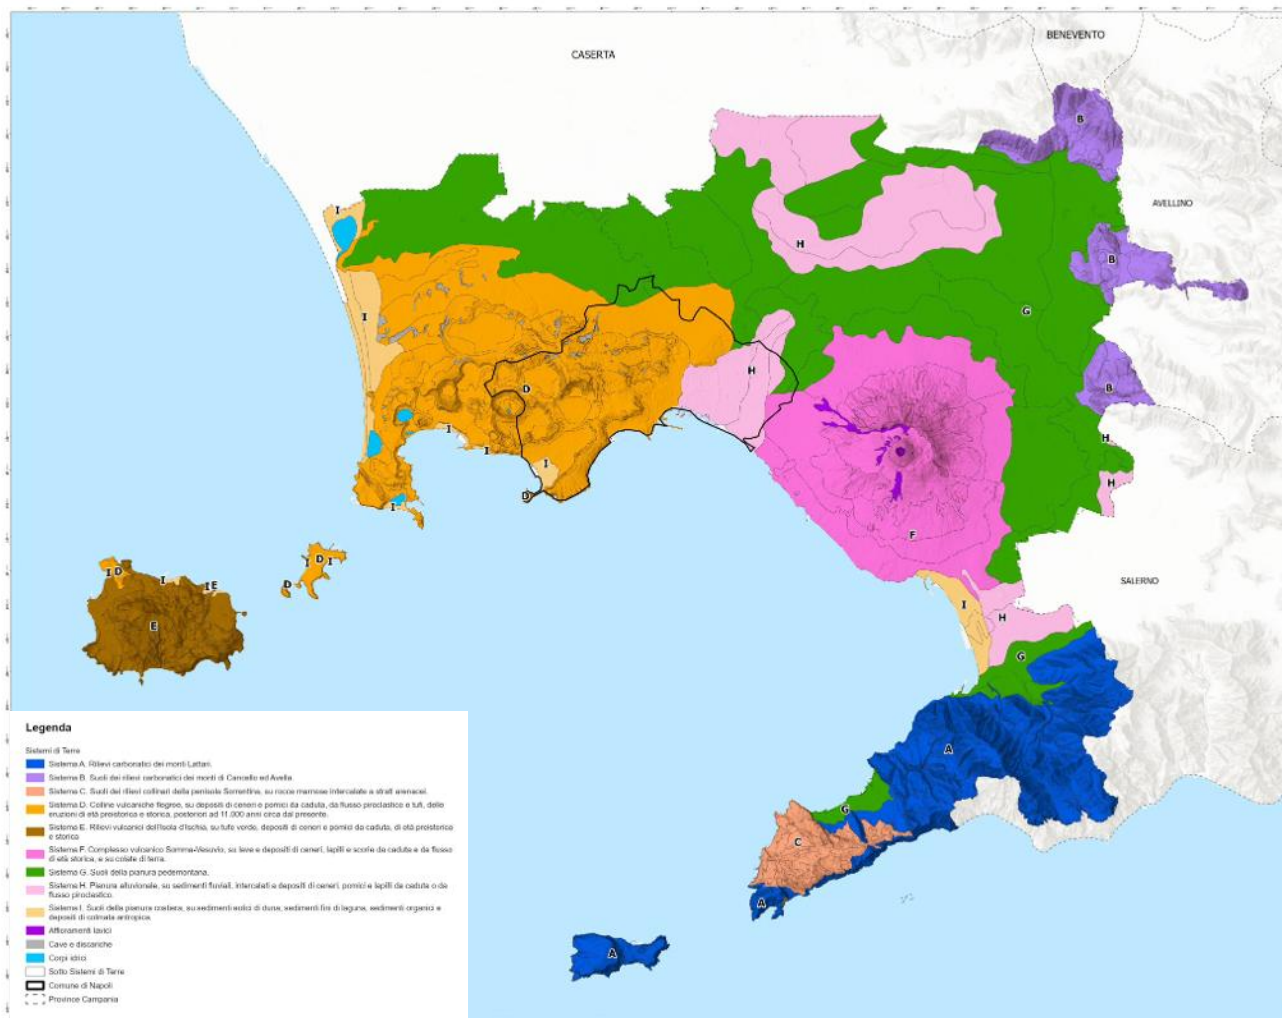 BENEVENTO
CASERTA
B
AVELLINO
I
H
B
G
I
H
D
B
I
H
I
I
H
D
I
F
D
I
D
I
I
D
I
I
E
D
SALERNO
I
H
E
G
A
G
C
A
A
Legenda
Sistemi di Terre
Sistema A. Rilievi carbonatici dei monti Lattari.
Sistema B. Suoli dei rilievi carbonatici dei monti di Cancello ed Avella.
Sistema C. Suoli dei rilievi collinari della penisola Sorrentina, su rocce marnose intercalate a strati arenacei.
Sistema D. Colline vulcaniche flegree, su depositi di ceneri e pomici da caduta, da flusso piroclastico e tufi, delle
eruzioni di età preistorica e storica, posteriori ad 11.000 anni circa dal presente.
Sistema E. Rilievi vulcanici dell'Isola d'Ischia, su tufo verde, depositi di ceneri e pomici da caduta, di età preistorica
e storica
Sistema F. Complesso vulcanico Somma-Vesuvio, su lave e depositi di ceneri, lapilli e scorie da caduta e da flusso
di età storica, e su colate di terra.
Sistema G. Suoli della pianura pedemontana.
Sistema H. Pianura alluvionale, su sedimenti fluviali, intercalati e depositi di ceneri, pomici e lapilli da caduta o da
flusso piroclastico.
Sistema I. Suoli della pianura costiera, su sedimenti eolici di duna, sedimenti fini di laguna, sedimenti organici e
depositi di colmata antropica.
Affioramenti lavici
Cave e discariche
Corpi idrici
Sotto Sistemi di Terre
Comune di Napoli
Province Campania